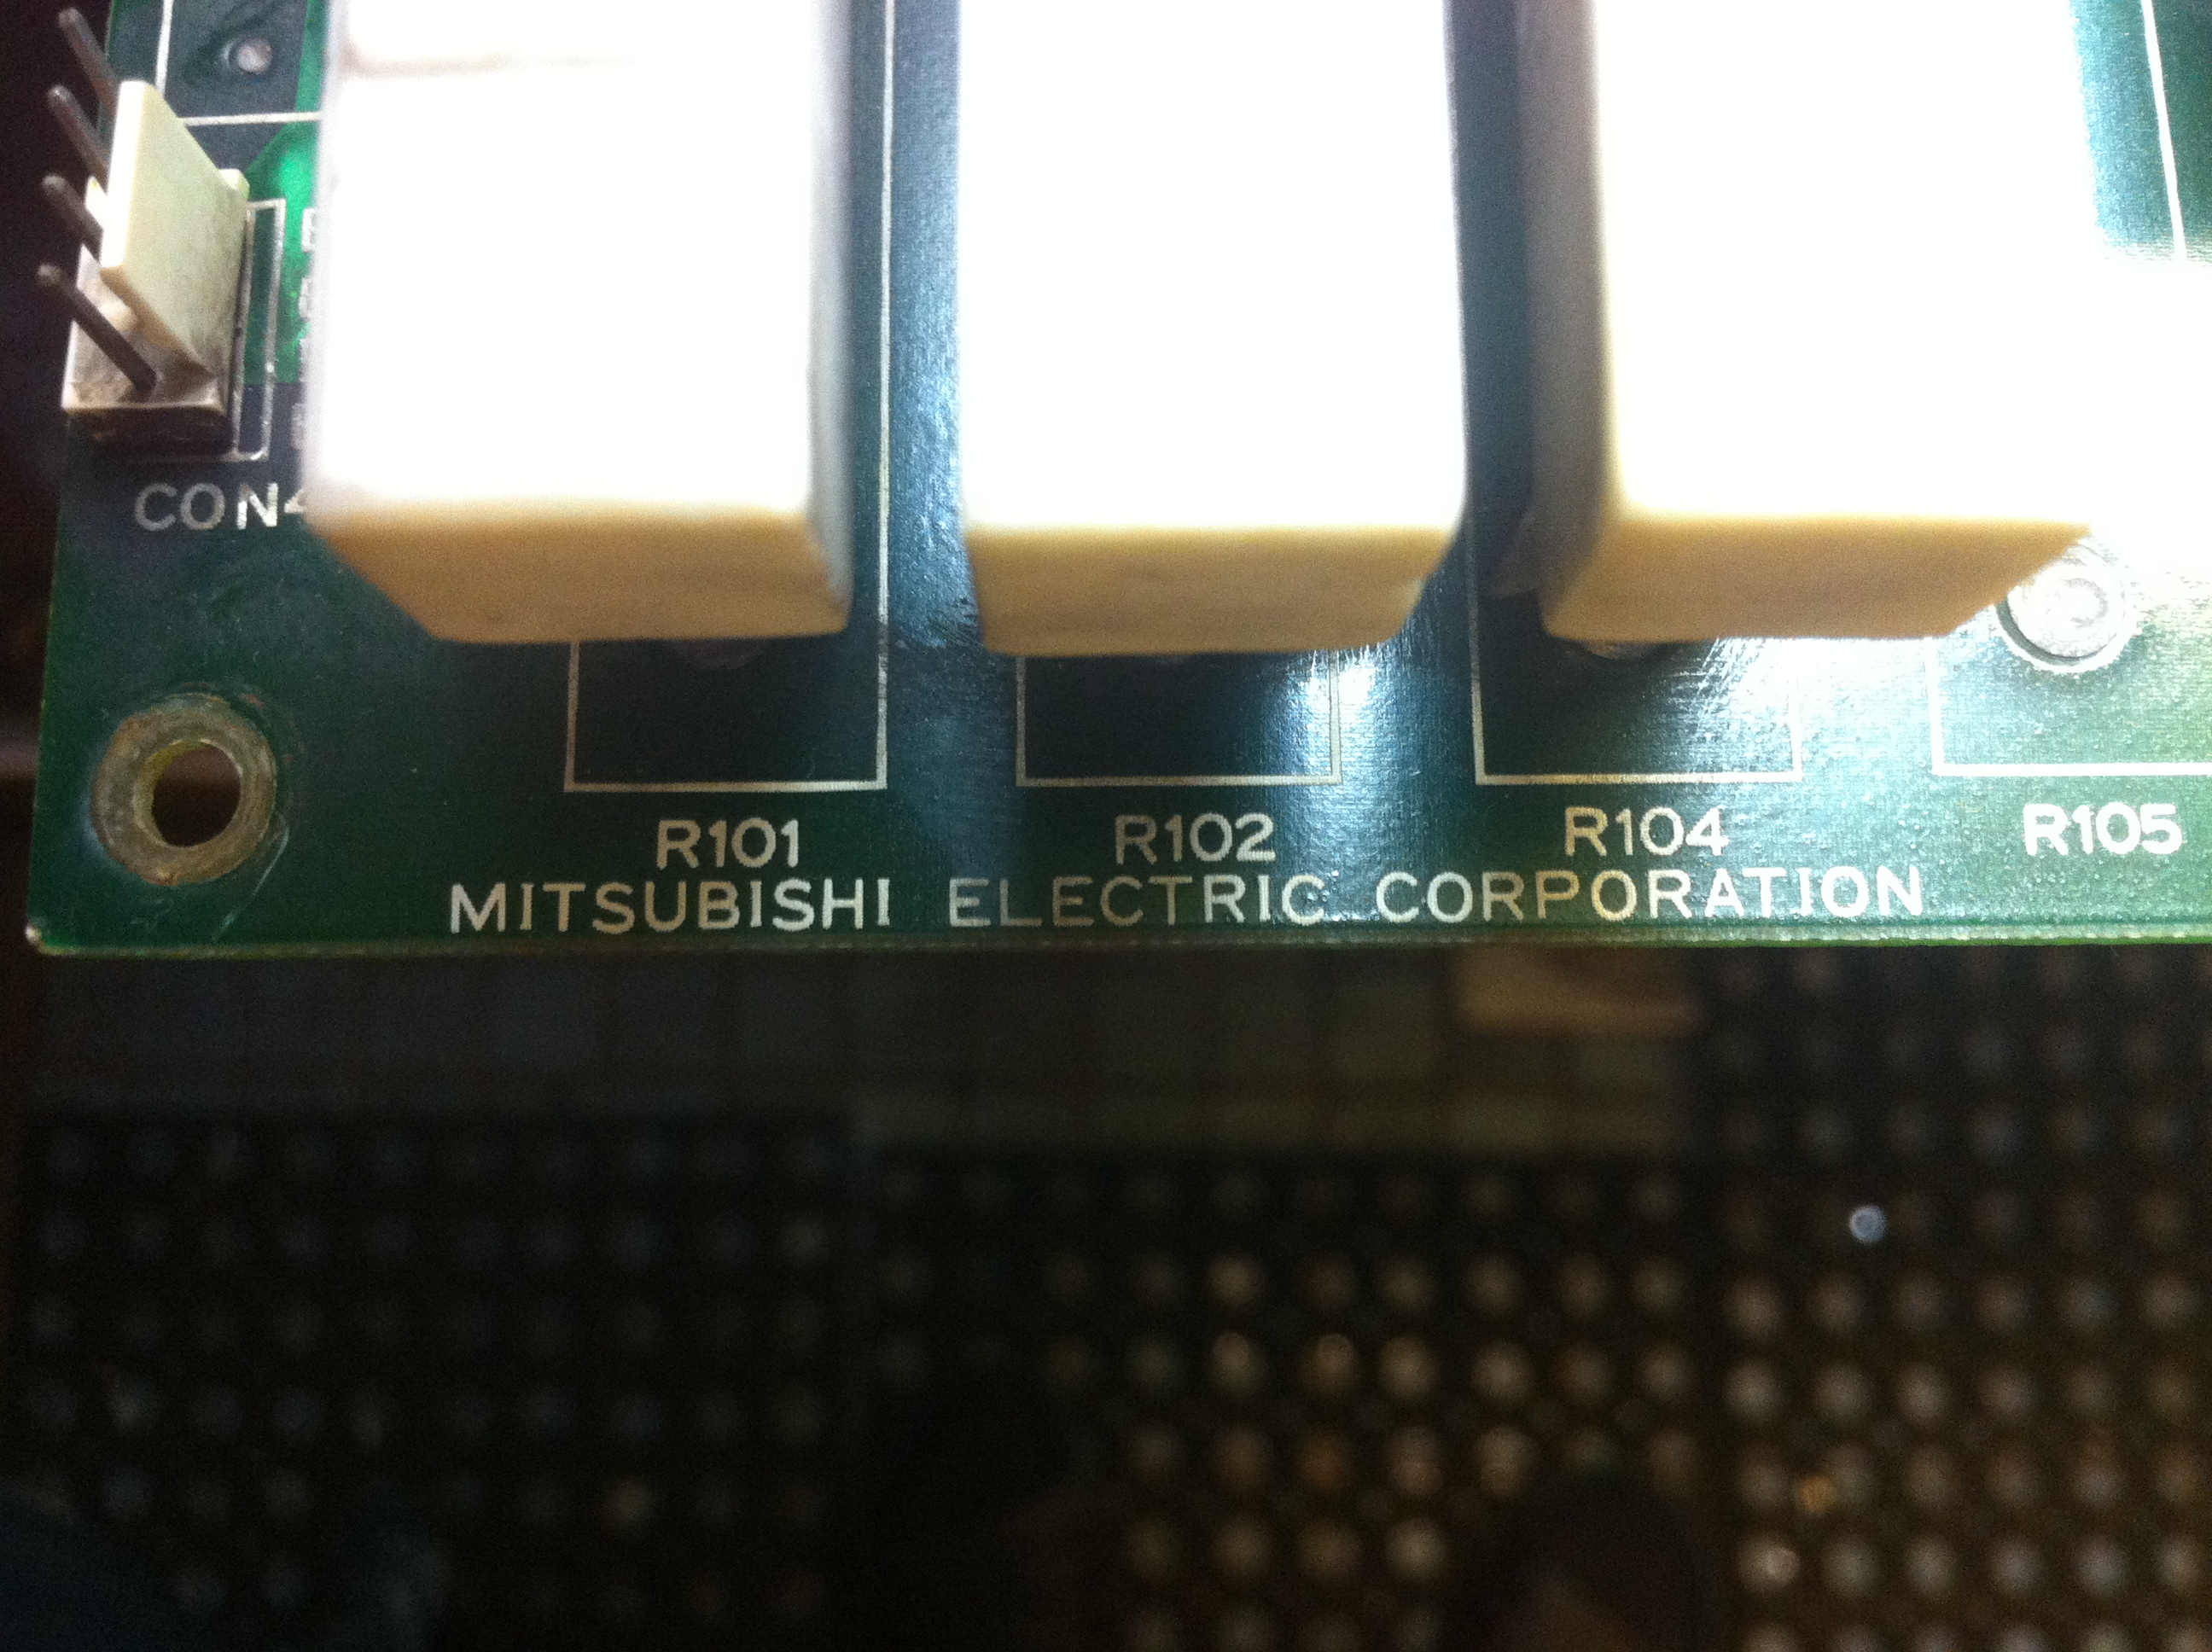 CON4
R101 R102 R104 R105
MITSUBISHI ELECTRIC CORPORATION